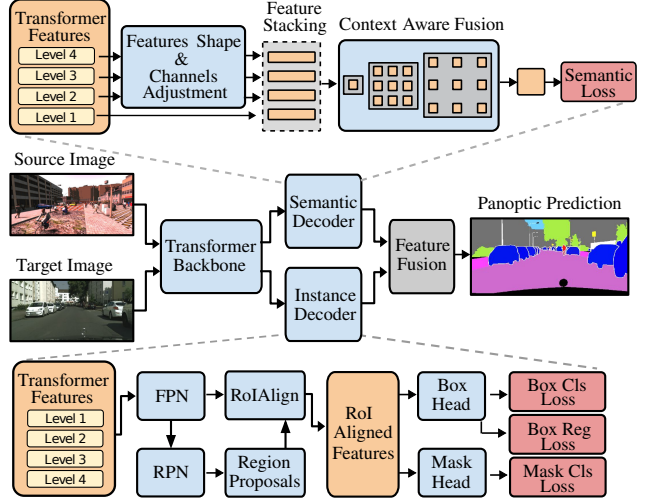 Transformer
Features
Level 4
Level 3
Level 2
Level 1
Features Shape
&
Channels
Adjustment
Feature
Stacking
Context Aware Fusion
Semantic
Loss
Source Image
Target Image
Transformer
Backbone
Semantic
Decoder
Instance
Decoder
Feature
Fusion
Panoptic Prediction
Transformer
Features
Level 1
Level 2
Level 3
Level 4
FPN
RPN
RoIAlign
Region
Proposals
RoI
Aligned
Features
Box
Head
Mask
Head
Box Cls
Loss
Box Reg
Loss
Mask Cls
Loss